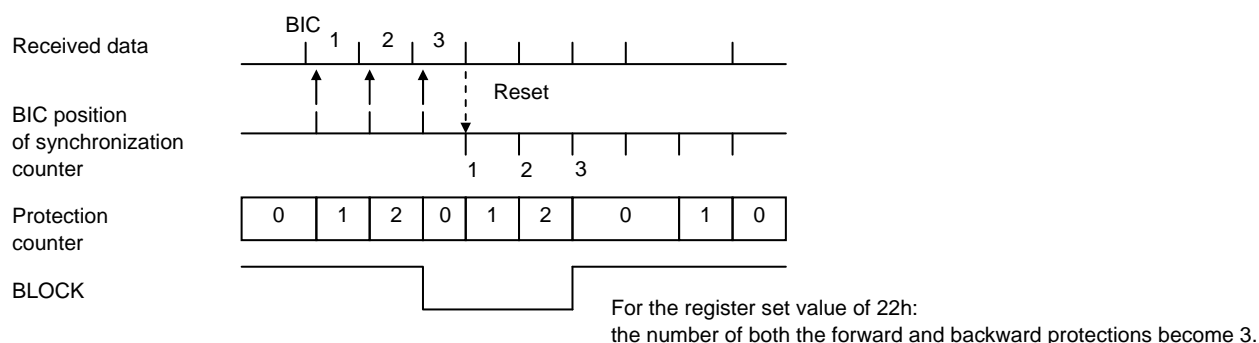 BIC
Received data
1 2 3
Reset
BIC position
of synchronization
counter
1 2 3
Protection
counter
0 1 2 0 1 2 0 1 0
BLOCK
For the register set value of 22h:
the number of both the forward and backward protections become 3.